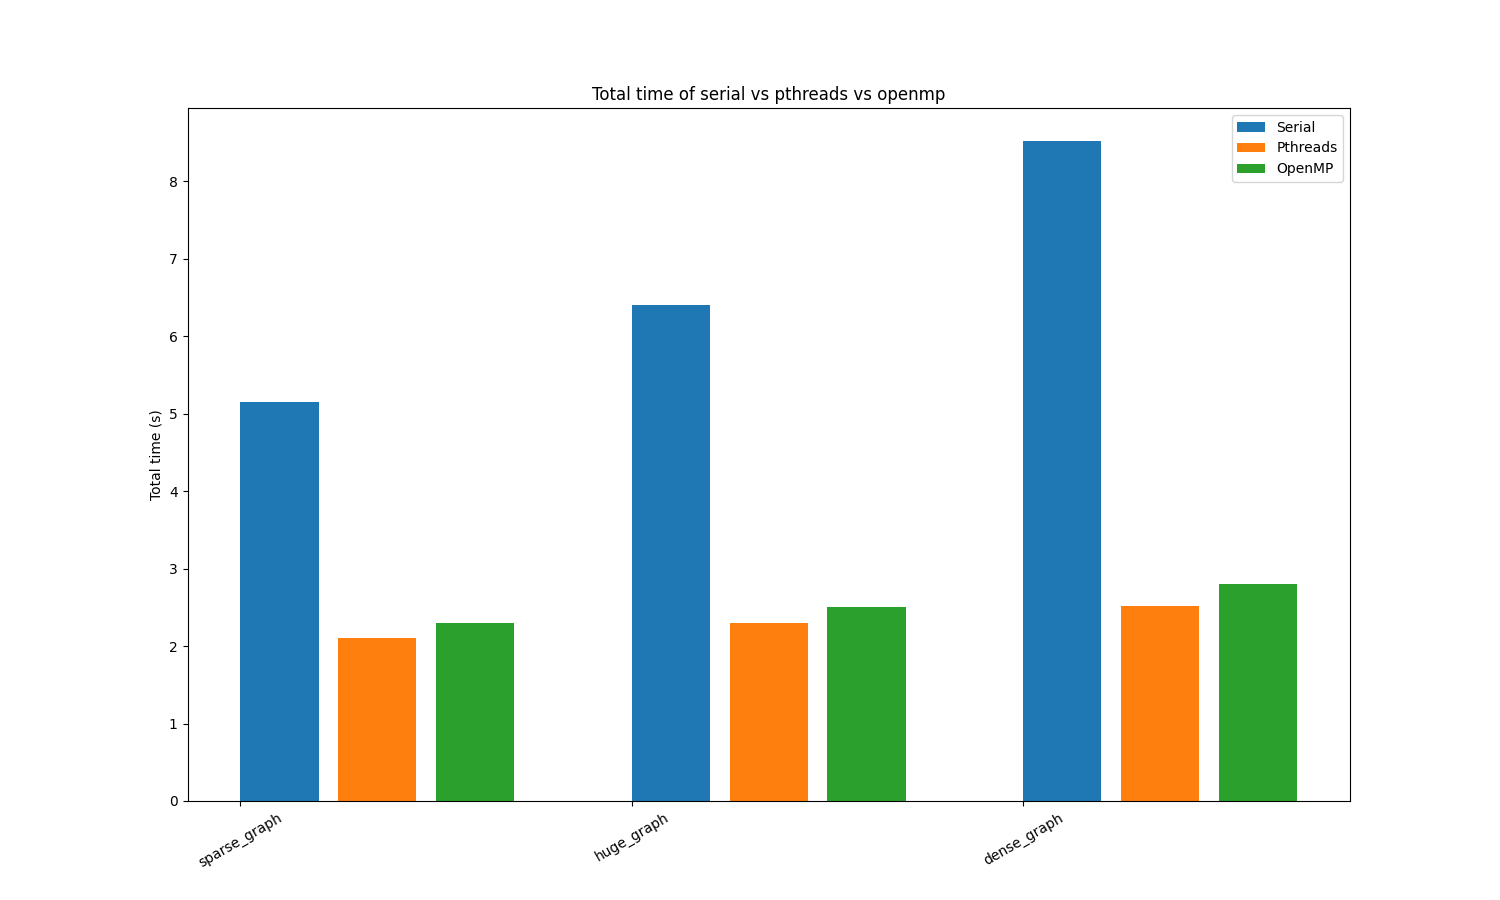 Total time of serial vs pthreads vs openmp
Serial
Pthreads
OpenMP
Total time (s)
8
7
6
5
4
3
2
1
0
sparse_graph
huge_graph
dense_graph